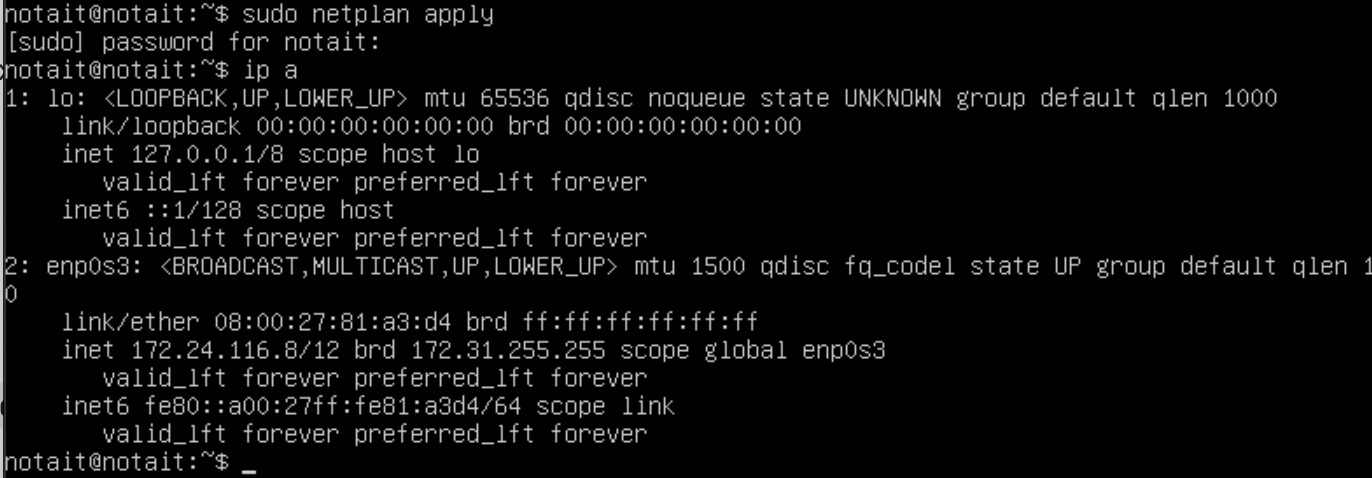 notait@notait:~$ sudo netplan apply
[sudo] password for notait:
notait@notait:~$ ip a
1: lo: <LOOPBACK,UP,LOWER_UP> mtu 65536 qdisc noqueue state UNKNOWN group default qlen 1000
    link/loopback 00:00:00:00:00:00 brd 00:00:00:00:00:00
    inet 127.0.0.1/8 scope host lo
       valid_lft forever preferred_lft forever
    inet6 ::1/128 scope host
       valid_lft forever preferred_lft forever
2: enp0s3: <BROADCAST,MULTICAST,UP,LOWER_UP> mtu 1500 qdisc fq_codel state UP group default qlen 1
0
    link/ether 08:00:27:81:a3:d4 brd ff:ff:ff:ff:ff:ff
    inet 172.24.116.8/12 brd 172.31.255.255 scope global enp0s3
       valid_lft forever preferred_lft forever
    inet6 fe80::a00:27ff:fe81:a3d4/64 scope link
       valid_lft forever preferred_lft forever
notait@notait:~$ _